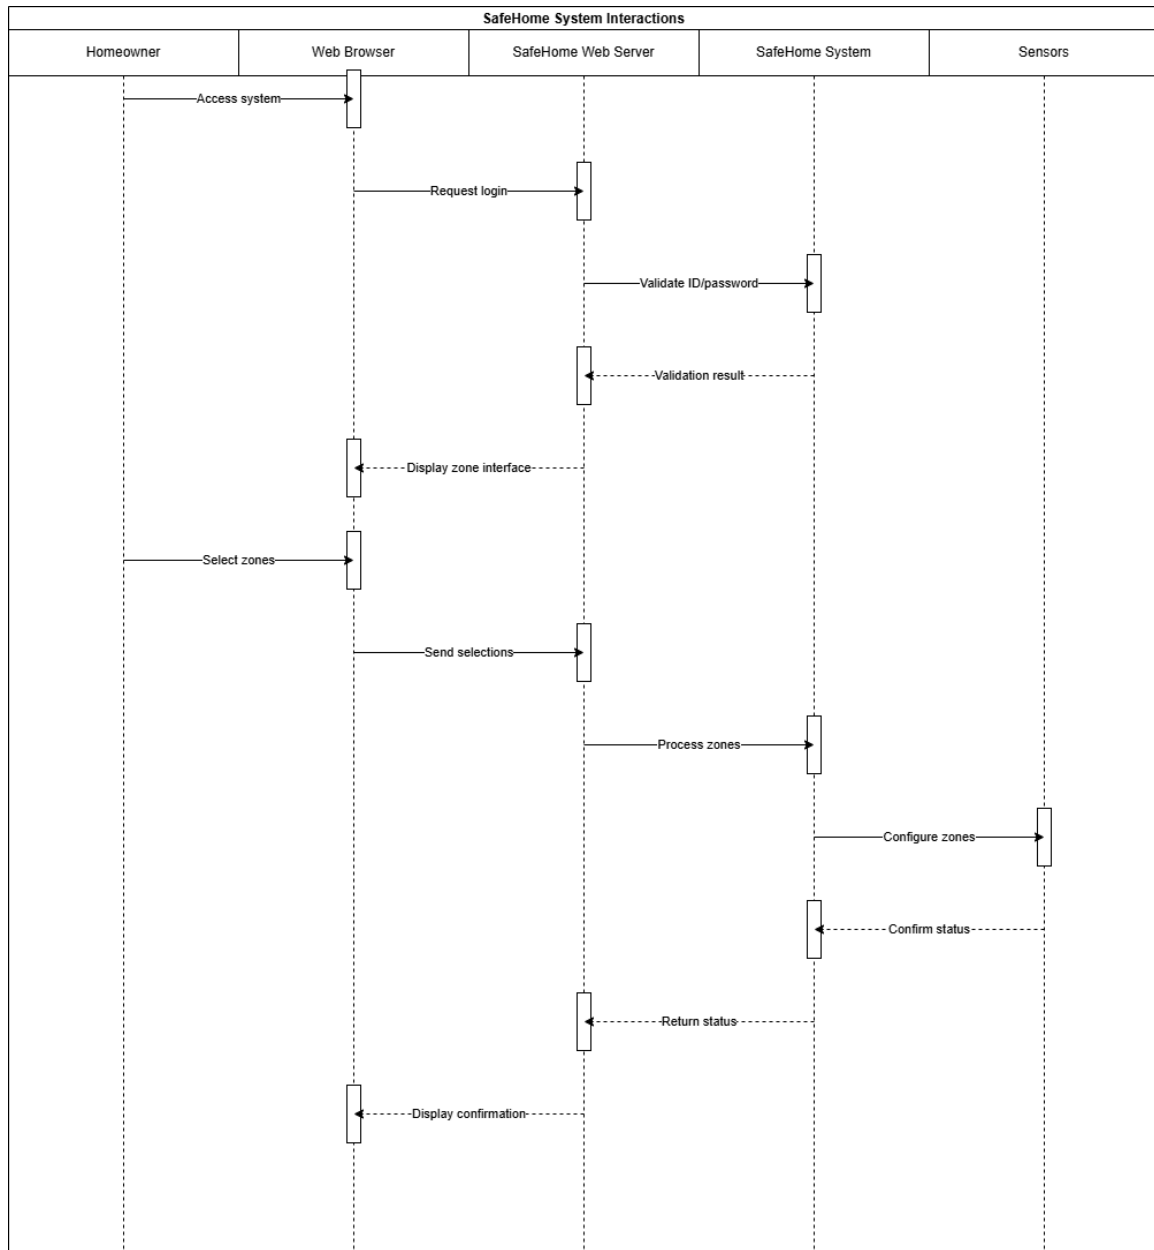 SafeHome System Interactions
Homeowner
Web Browser
SafeHome Web Server
SafeHome System
Sensors
Access system
Request login
Validate ID/password
Validation result
Display zone interface
Select zones
Send selections
Process zones
Configure zones
Confirm status
Return status
Display confirmation